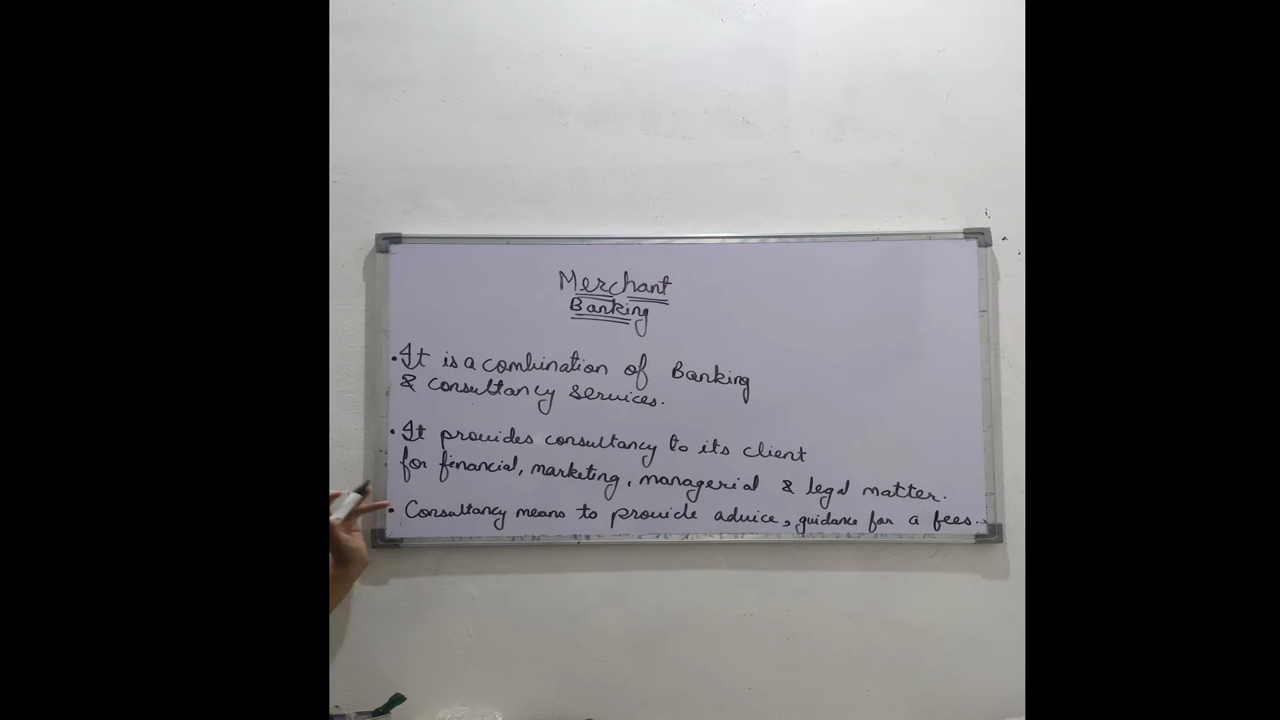 Merchant
Banking
• It is a combination of Banking
& consultancy services.
• It provides consultancy to its client
for financial, marketing, managerial & legal matter.
• Consultancy means to provide advice, guidance for a fees.